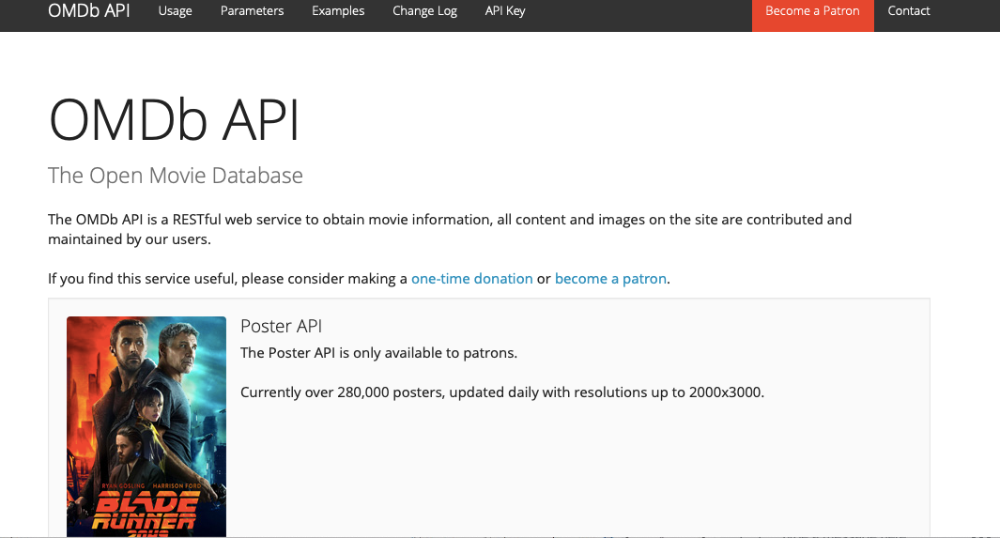 OMDb API Usage Parameters Examples Change Log API Key Become a Patron Contact
OMDb API
The Open Movie Database
The OMDb API is a RESTful web service to obtain movie information, all content and images on the site are contributed and
maintained by our users.
If you find this service useful, please consider making a one-time donation or become a patron.
Poster API
The Poster API is only available to patrons.
Currently over 280,000 posters, updated daily with resolutions up to 2000x3000.
RYAN GOSLING / HARRISON FORD
BLADE
RUNNER
2049